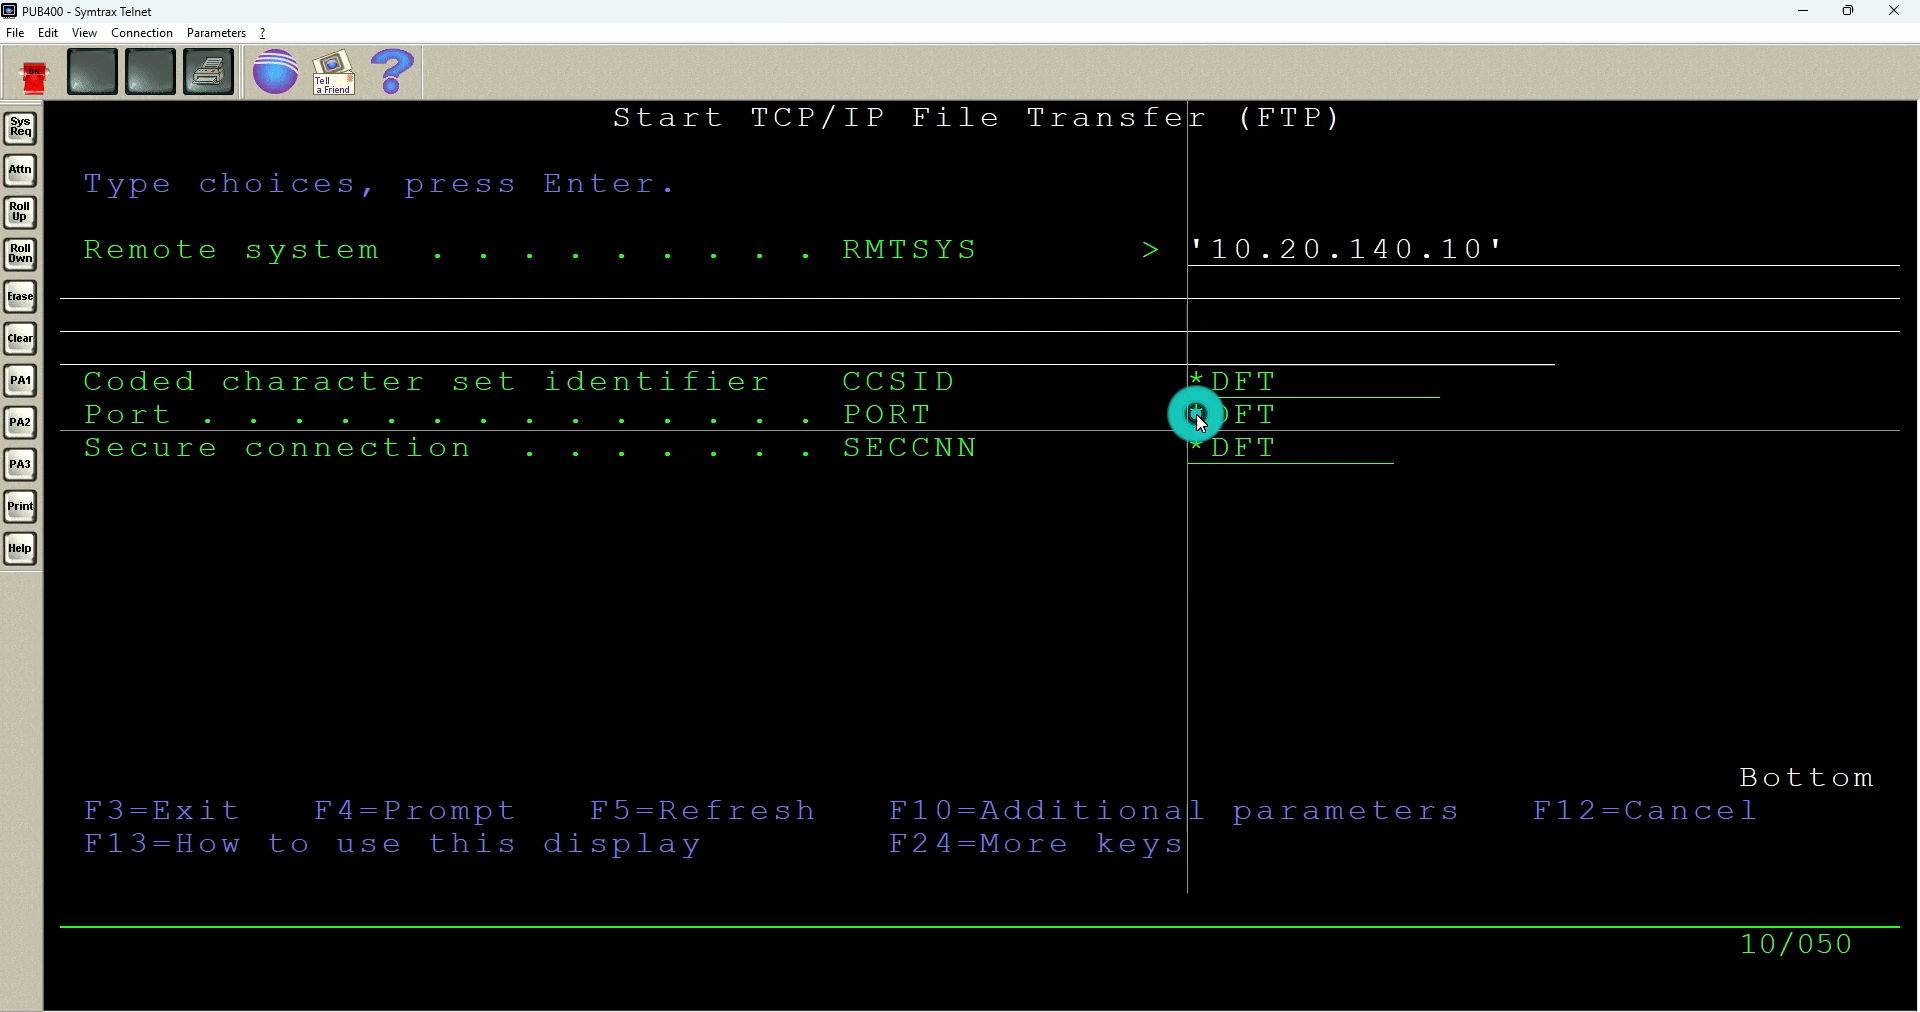 PUB400 - Symtrax Telnet
File Edit View Connection Parameters ?
ON
Tell a Friend
Sys Req
Attn
Roll Up
Roll Dwn
Erase
Clear
PA1
PA2
PA3
Print
Help
Start TCP/IP File Transfer (FTP)
Type choices, press Enter.
Remote system . . . . . . . . . RMTSYS > '10.20.140.10'
Coded character set identifier CCSID *DFT
Port . . . . . . . . . . . . . . PORT *DFT
Secure connection . . . . . . . SECCNN *DFT
Bottom
F3=Exit F4=Prompt F5=Refresh F10=Additional parameters F12=Cancel
F13=How to use this display F24=More keys
10/050